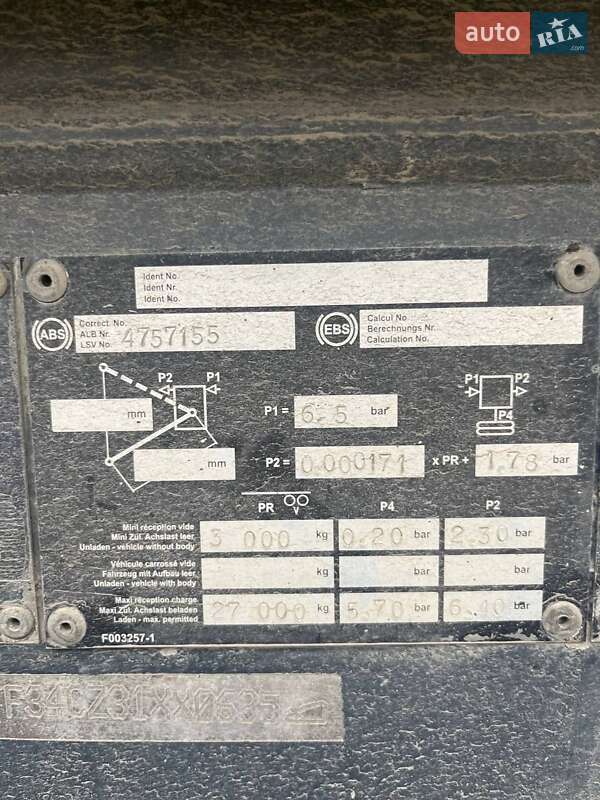 auto RIA .com
Ident No.
Ident Nr.
Ident No.
ABS
Correct. No.
ALB Nr.
LSV No.
4757155
EBS
Calcul No.
Berechnungs Nr.
Calculation No.
P2 P1
mm
mm
P1 = 6.5 bar
P1 P2
P4
P2 = 0.000171 x PR + 1.78 bar
PR P4 P2
Mini réception vide
Mini Zül. Achslast leer
Unladen - vehicle without body
3 000 kg 0.20 bar 2.30 bar
Véhicule carrossé vide
Fahrzeug mit Aufbau leer
Unladen - vehicle with body
kg bar bar
Maxi réception charge
Maxi Zül. Achslast beladen
Laden - max. permitted
27 000 kg 5.70 bar 6.40 bar
F003257-1